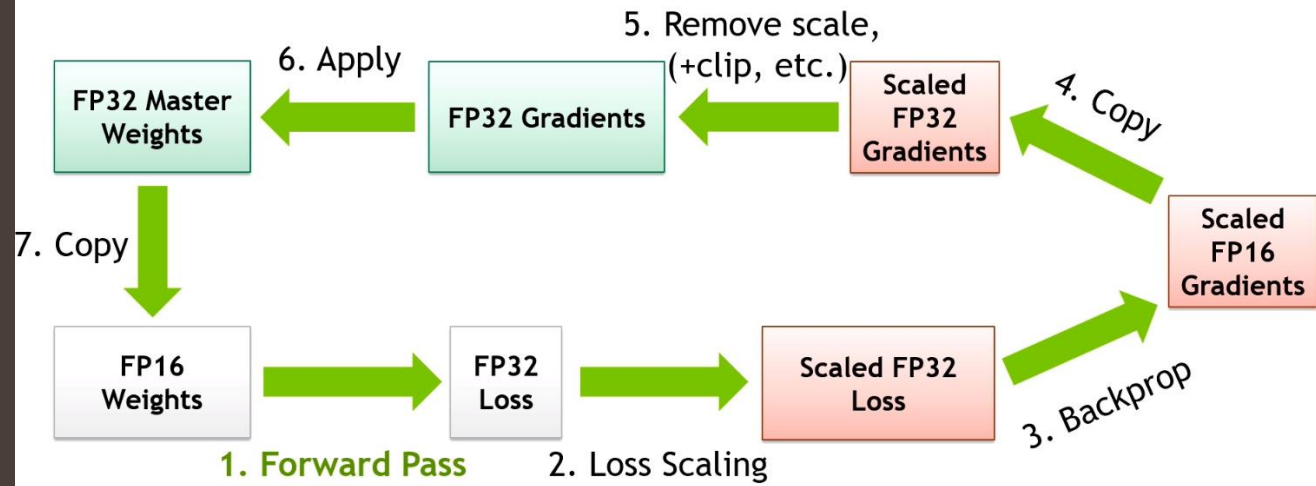 5. Remove scale,
(+clip, etc.)
6. Apply
FP32 Master
Weights
FP32 Gradients
Scaled
FP32
Gradients
4. Copy
Scaled
FP16
Gradients
7. Copy
FP16
Weights
FP32
Loss
Scaled FP32
Loss
3. Backprop
1. Forward Pass
2. Loss Scaling